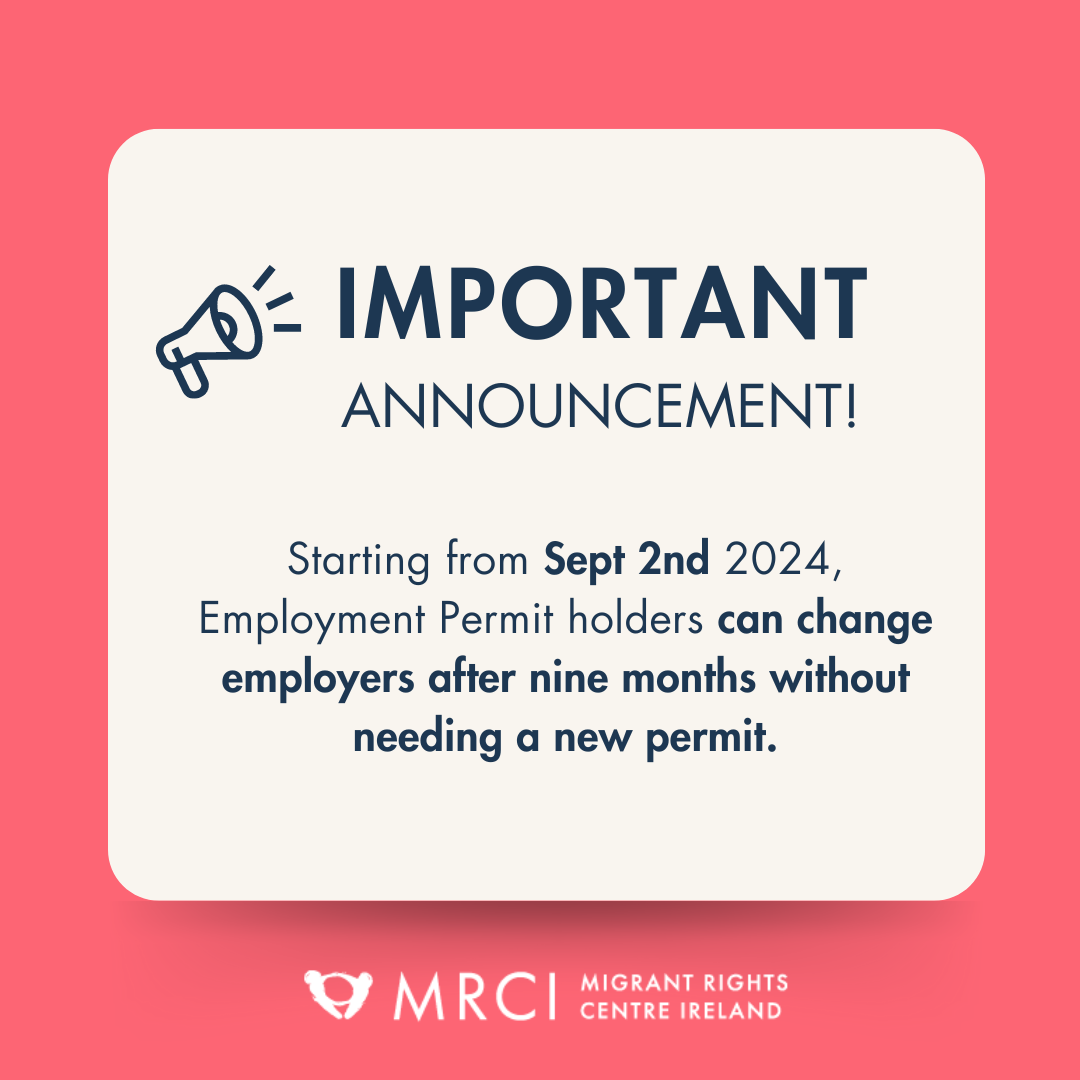 IMPORTANT
ANNOUNCEMENT!
Starting from Sept 2nd 2024,
Employment Permit holders can change
employers after nine months without
needing a new permit.
MRCI
MIGRANT RIGHTS
CENTRE IRELAND